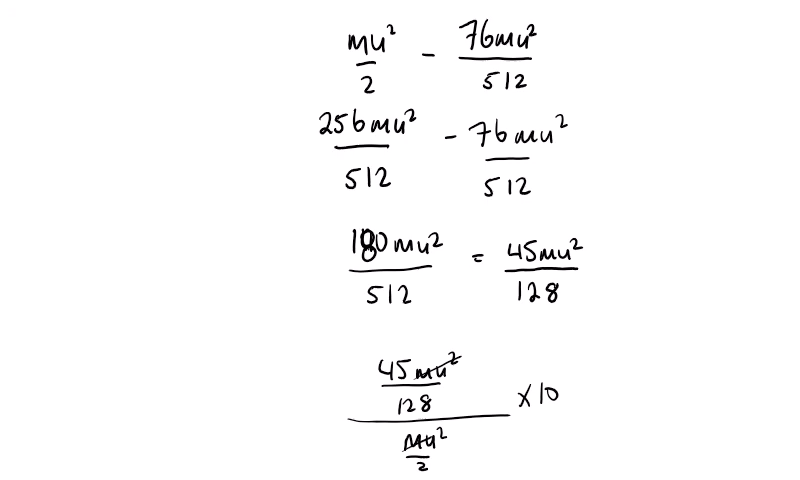 mu²/2 - 76mu²/512
256mu²/512 - 76mu²/512
180mu²/512 = 45mu²/128
(45mu²/128)/(mu²/2) × 10